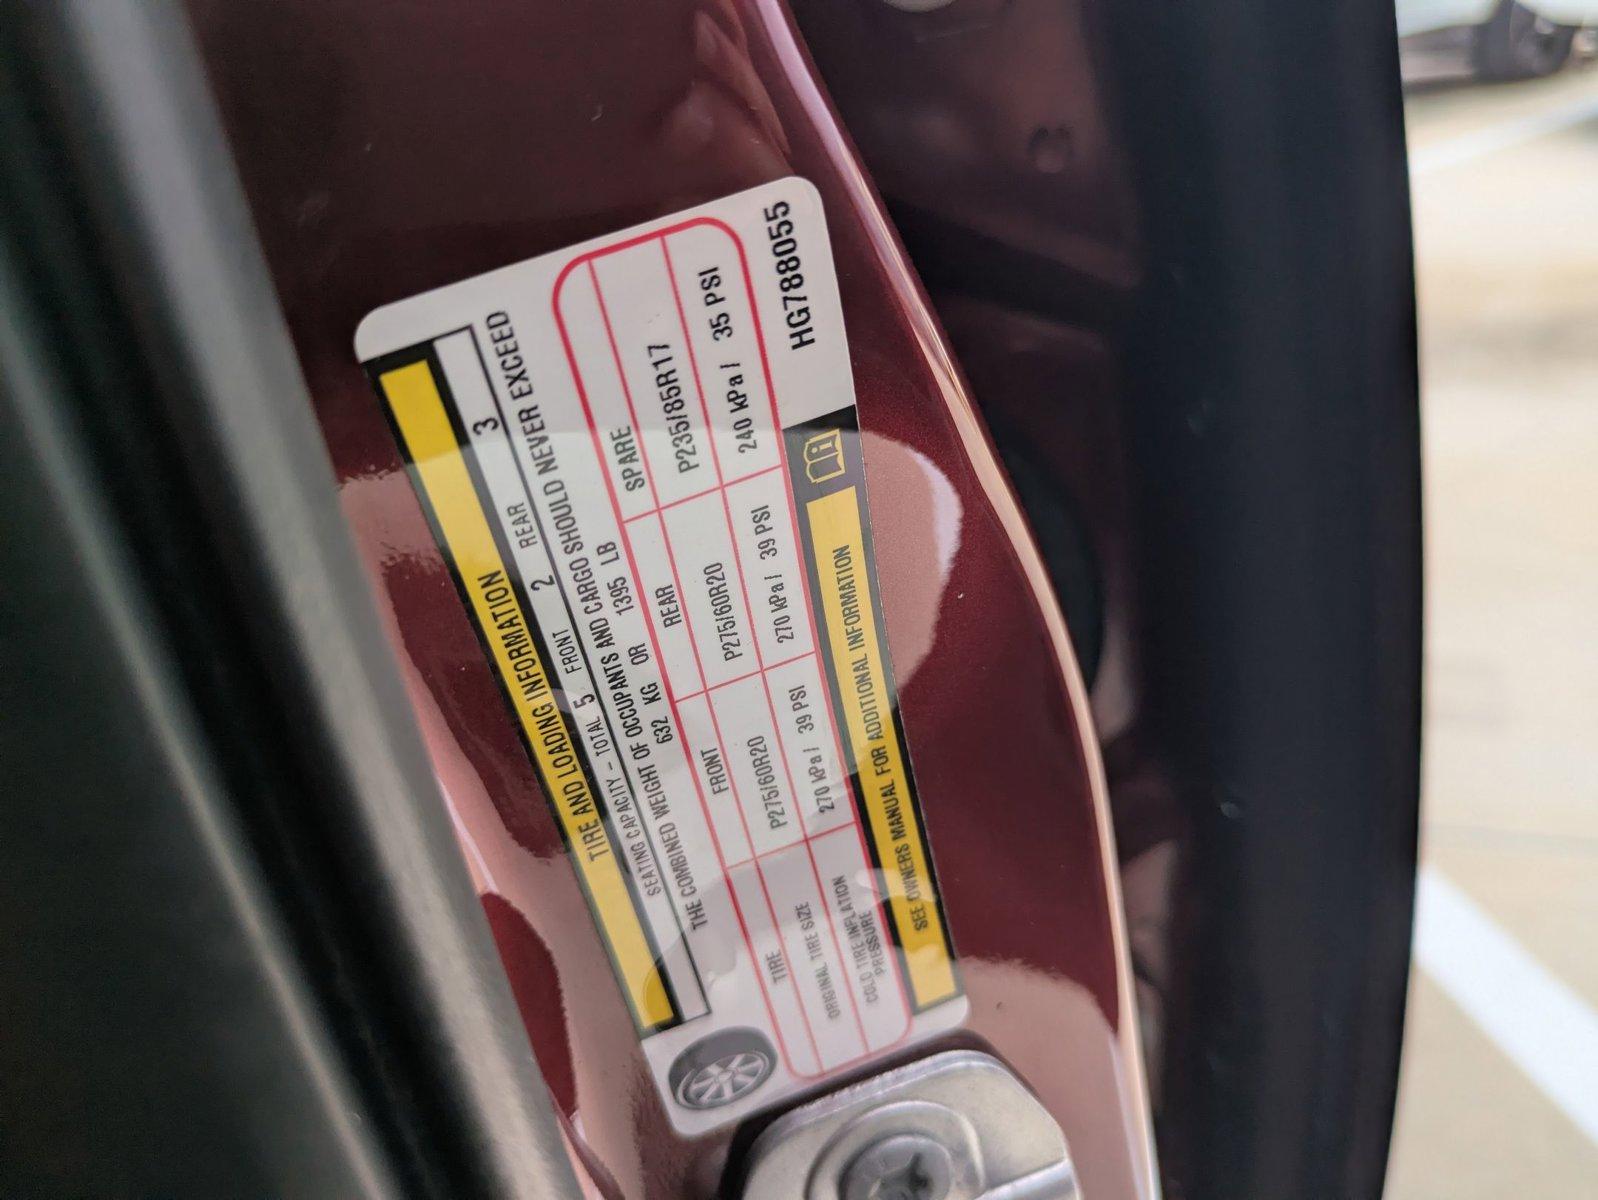 TIRE AND LOADING INFORMATION
SEATING CAPACITY - TOTAL 5 FRONT 2 REAR 3
THE COMBINED WEIGHT OF OCCUPANTS AND CARGO SHOULD NEVER EXCEED
632 KG OR 1395 LB
TIRE FRONT REAR SPARE
ORIGINAL TIRE SIZE P275/60R20 P275/60R20 P235/85R17
COLD TIRE INFLATION PRESSURE 270 kPa/ 39 PSI 270 kPa/ 39 PSI 240 kPa/ 35 PSI
SEE OWNERS MANUAL FOR ADDITIONAL INFORMATION
HG788055